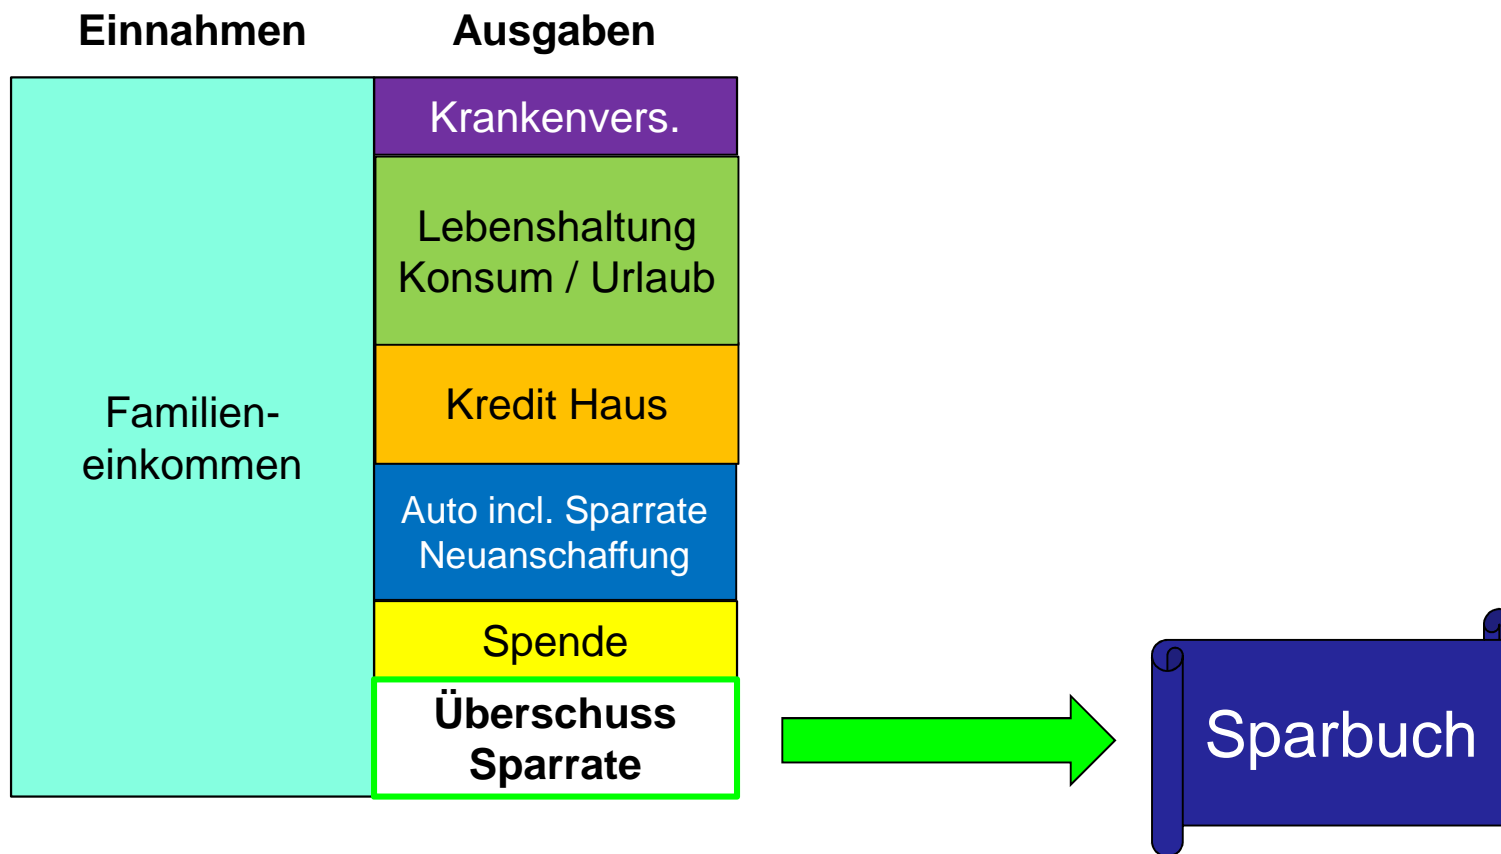 Einnahmen
Ausgaben
Krankenvers.
Lebenshaltung
Konsum / Urlaub
Kredit Haus
Familien-
einkommen
Auto incl. Sparrate
Neuanschaffung
Spende
Überschuss
Sparrate
Sparbuch